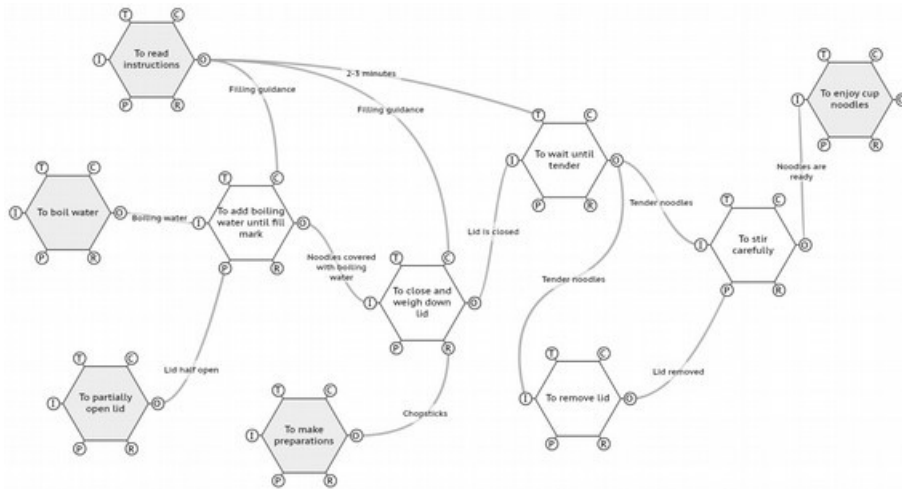 T C
To read
instructions
I O
P R
2-3 minutes
Filling guidance
Filling guidance
T C
To enjoy cup
noodles
I O
P R
T C
To wait until
tender
I O
P R
Noodles are
ready
T C
To boil water
I O
P R
Boiling water
T C
To add boiling
water until fill
mark
I O
P R
Tender noodles
T C
To stir
carefully
I O
P R
Lid is closed
Noodles covered
with boiling
water
T C
To close and
weigh down
lid
I O
P R
Tender noodles
Lid half open
T C
To partially
open lid
I O
P R
T C
To make
preparations
I O
P R
Chopsticks
T C
To remove lid
I O
P R
Lid removed